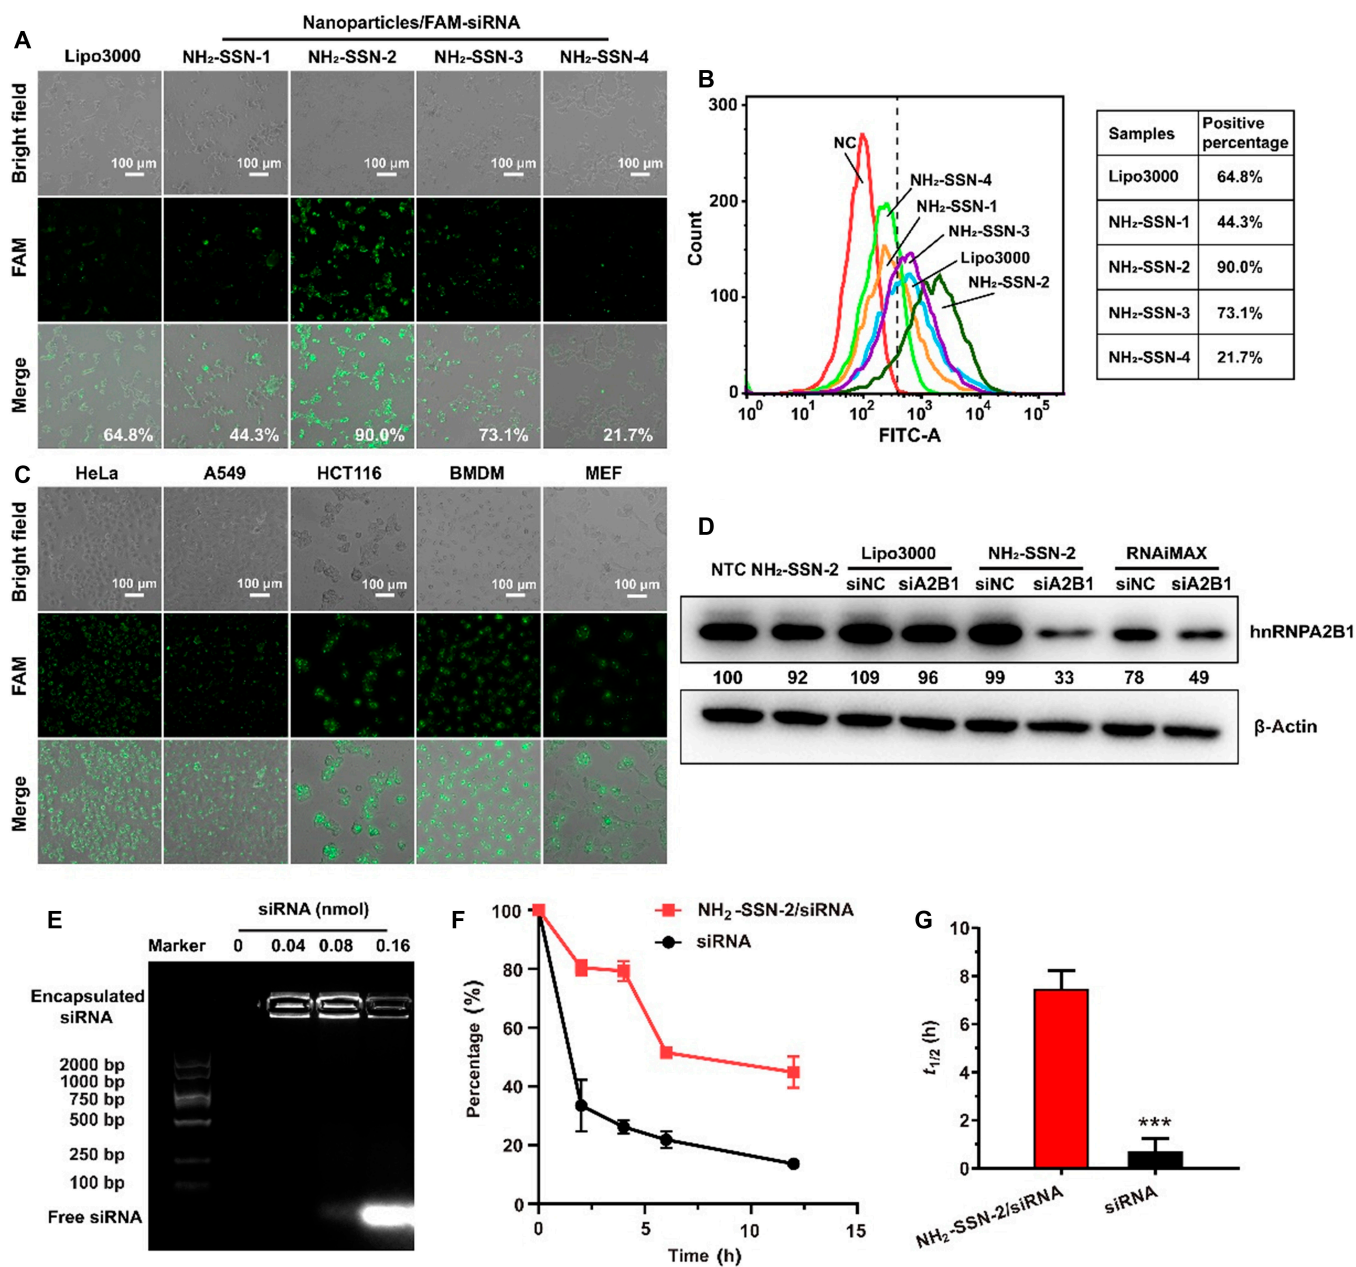 A
Nanoparticles/FAM-siRNA
Lipo3000 NH₂-SSN-1 NH₂-SSN-2 NH₂-SSN-3 NH₂-SSN-4
Bright field
100 µm 100 µm 100 µm 100 µm 100 µm
FAM
Merge
64.8% 44.3% 90.0% 73.1% 21.7%
B
Count
300
200
100
0
10⁰ 10¹ 10² 10³ 10⁴ 10⁵
FITC-A
NC
NH₂-SSN-4
NH₂-SSN-1
NH₂-SSN-3
Lipo3000
NH₂-SSN-2
Samples Positive percentage
Lipo3000 64.8%
NH₂-SSN-1 44.3%
NH₂-SSN-2 90.0%
NH₂-SSN-3 73.1%
NH₂-SSN-4 21.7%
C
HeLa A549 HCT116 BMDM MEF
Bright field
100 µm 100 µm 100 µm 100 µm 100 µm
FAM
Merge
D
Lipo3000 NH₂-SSN-2 RNAiMAX
NTC NH₂-SSN-2 siNC siA2B1 siNC siA2B1 siNC siA2B1
hnRNPA2B1
100 92 109 96 99 33 78 49
β-Actin
E
siRNA (nmol)
Marker 0 0.04 0.08 0.16
Encapsulated
siRNA
2000 bp
1000 bp
750 bp
500 bp
250 bp
100 bp
Free siRNA
F
NH₂-SSN-2/siRNA
siRNA
Percentage (%)
100
80
60
40
20
0
0 5 10 15
Time (h)
G
t1/2 (h)
10
8
6
4
2
0
***
NH₂-SSN-2/siRNA
siRNA